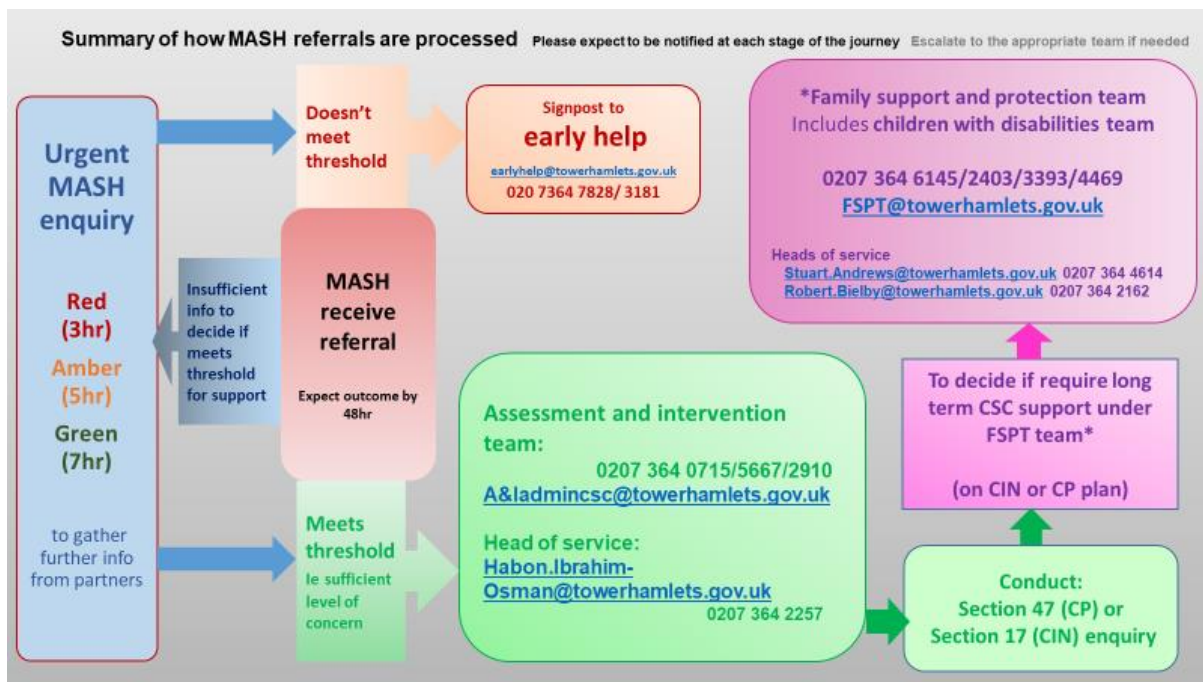 Summary of how MASH referrals are processed Please expect to be notified at each stage of the journey Escalate to the appropriate team if needed
Urgent
MASH
enquiry
Red
(3hr)
Amber
(5hr)
Green
(7hr)
to gather
further info
from partners
Insufficient
info to
decide if
meets
threshold
for support
Doesn't
meet
threshold
MASH
receive
referral
Expect outcome by
48hr
Meets
threshold
Ie sufficient
level of
concern
Signpost to
early help
earlyhelp@towerhamlets.gov.uk
020 7364 7828/ 3181
Assessment and intervention
team:
0207 364 0715/5667/2910
A&Iadmincsc@towerhamlets.gov.uk
Head of service:
Habon.Ibrahim-
Osman@towerhamlets.gov.uk
0207 364 2257
Conduct:
Section 47 (CP) or
Section 17 (CIN) enquiry
To decide if require long
term CSC support under
FSPT team*
(on CIN or CP plan)
*Family support and protection team
Includes children with disabilities team
0207 364 6145/2403/3393/4469
FSPT@towerhamlets.gov.uk
Heads of service
Stuart.Andrews@towerhamlets.gov.uk 0207 364 4614
Robert.Bielby@towerhamlets.gov.uk 0207 364 2162